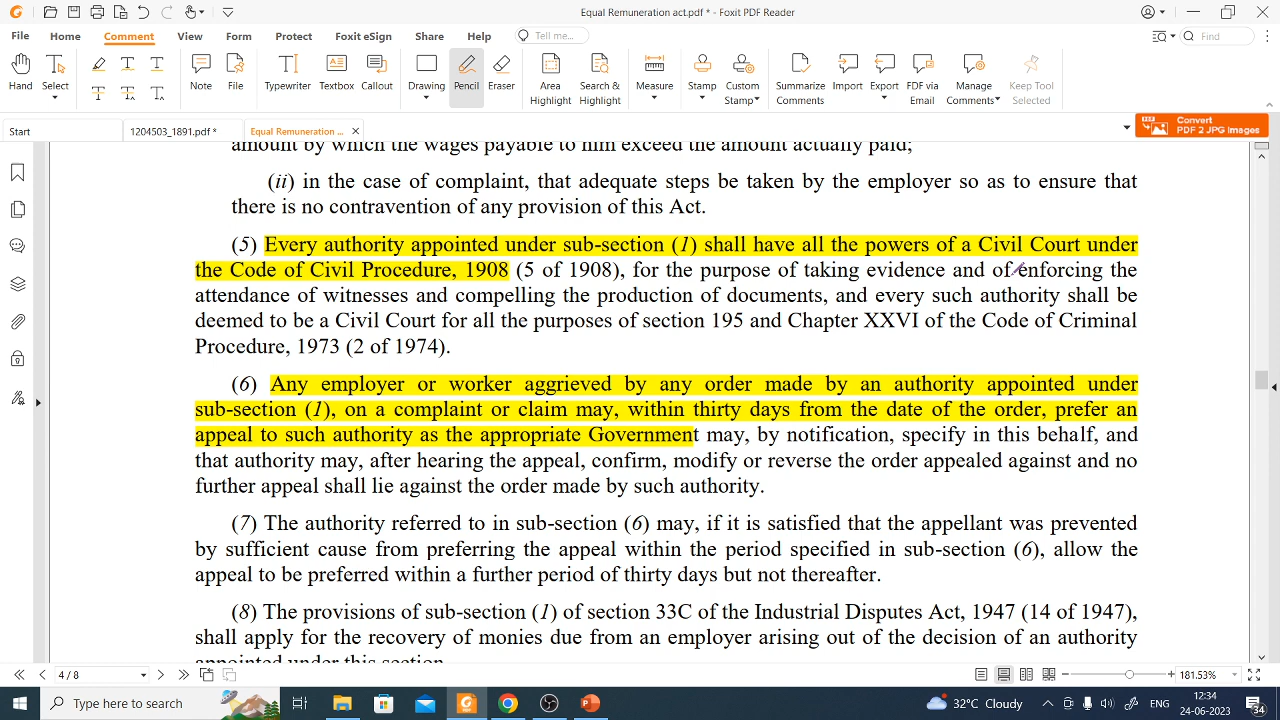 Equal Remuneration act.pdf * - Foxit PDF Reader
File Home Comment View Form Protect Foxit eSign Share Help Tell me... Find
Hand Select Note File Typewriter Textbox Callout Drawing Pencil Eraser Area Highlight Search & Highlight Measure Stamp Custom Stamp Summarize Comments Import Export FDF via Email Manage Comments Keep Tool Selected
Start 1204503_1891.pdf * Equal Remuneration ... Convert PDF 2 JPG Images
amount by which the wages payable to him exceed the amount actually paid;
(ii) in the case of complaint, that adequate steps be taken by the employer so as to ensure that
there is no contravention of any provision of this Act.
(5) Every authority appointed under sub-section (1) shall have all the powers of a Civil Court under
the Code of Civil Procedure, 1908 (5 of 1908), for the purpose of taking evidence and of enforcing the
attendance of witnesses and compelling the production of documents, and every such authority shall be
deemed to be a Civil Court for all the purposes of section 195 and Chapter XXVI of the Code of Criminal
Procedure, 1973 (2 of 1974).
(6) Any employer or worker aggrieved by any order made by an authority appointed under
sub-section (1), on a complaint or claim may, within thirty days from the date of the order, prefer an
appeal to such authority as the appropriate Government may, by notification, specify in this behalf, and
that authority may, after hearing the appeal, confirm, modify or reverse the order appealed against and no
further appeal shall lie against the order made by such authority.
(7) The authority referred to in sub-section (6) may, if it is satisfied that the appellant was prevented
by sufficient cause from preferring the appeal within the period specified in sub-section (6), allow the
appeal to be preferred within a further period of thirty days but not thereafter.
(8) The provisions of sub-section (1) of section 33C of the Industrial Disputes Act, 1947 (14 of 1947),
shall apply for the recovery of monies due from an employer arising out of the decision of an authority
appointed under this section.
4 / 8 181.53%
Type here to search 32°C Cloudy ENG 12:34
24-06-2023 34